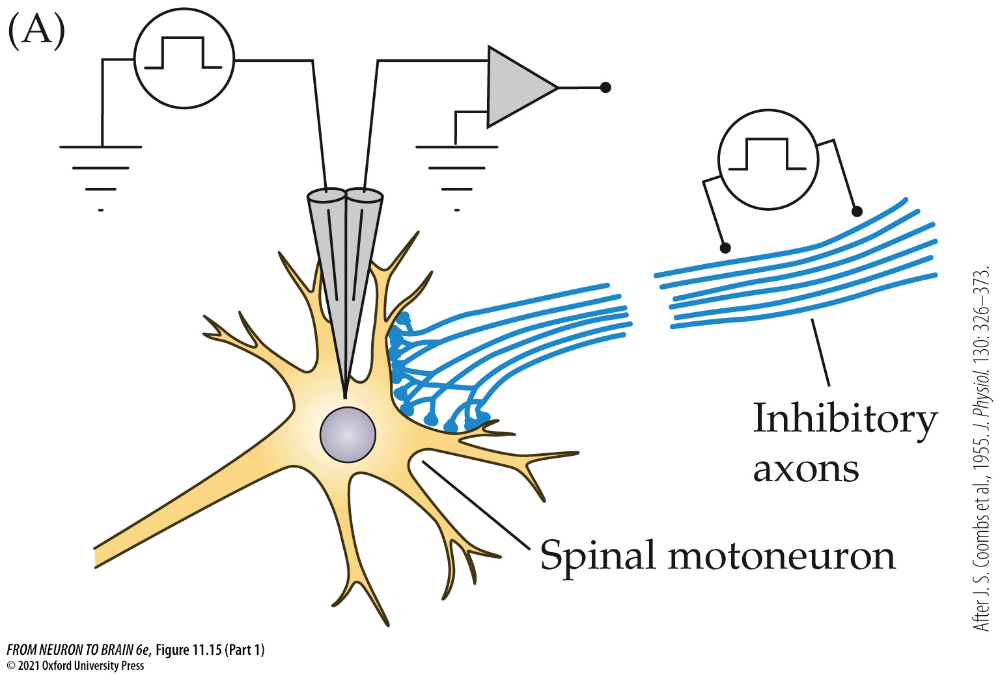 (A)
Inhibitory
axons
Spinal motoneuron
After J. S. Coombs et al., 1955. J. Physiol. 130: 326–373.
FROM NEURON TO BRAIN 6e, Figure 11.15 (Part 1)
© 2021 Oxford University Press